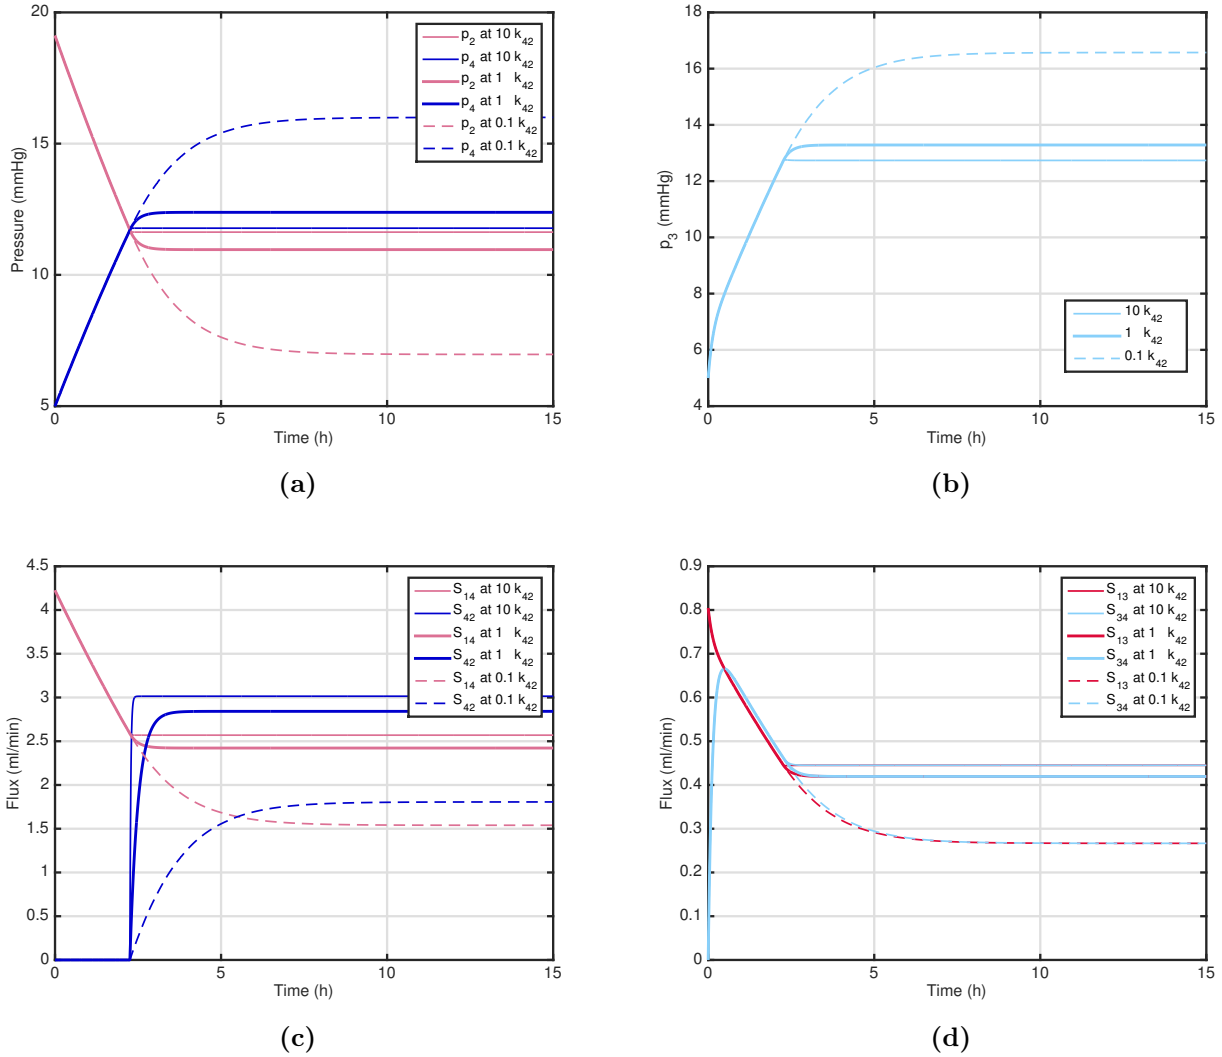 20
15
10
5
0
5
10
15
Pressure (mmHg)
Time (h)
p2 at 10 k42
p4 at 10 k42
p2 at 1 k42
p4 at 1 k42
p2 at 0.1 k42
p4 at 0.1 k42
(a)
18
16
14
12
10
8
6
4
0
5
10
15
p3 (mmHg)
Time (h)
10 k42
1 k42
0.1 k42
(b)
4.5
4
3.5
3
2.5
2
1.5
1
0.5
0
0
5
10
15
Flux (ml/min)
Time (h)
S14 at 10 k42
S42 at 10 k42
S14 at 1 k42
S42 at 1 k42
S14 at 0.1 k42
S42 at 0.1 k42
(c)
0.9
0.8
0.7
0.6
0.5
0.4
0.3
0.2
0.1
0
0
5
10
15
Flux (ml/min)
Time (h)
S13 at 10 k42
S34 at 10 k42
S13 at 1 k42
S34 at 1 k42
S13 at 0.1 k42
S34 at 0.1 k42
(d)